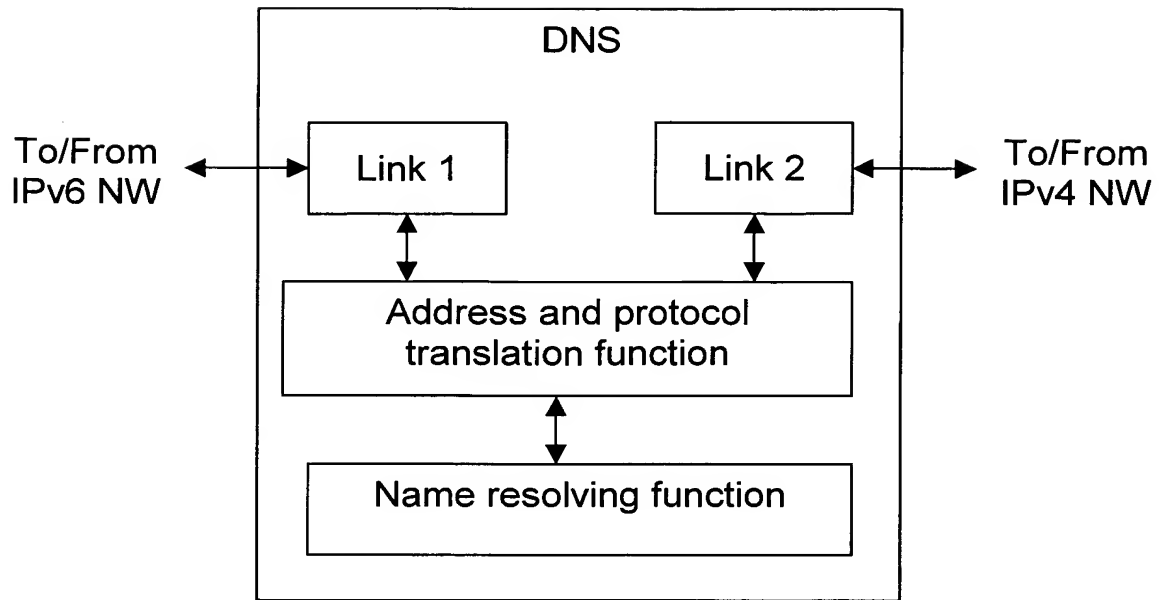 DNS
To/From
IPv6 NW
Link 1
Link 2
To/From
IPv4 NW
Address and protocol
translation function
Name resolving function